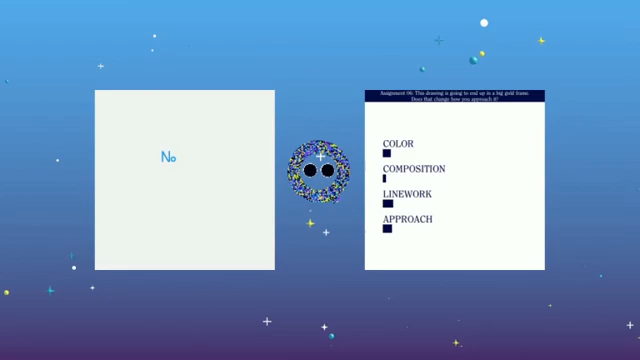 No
Assignment 06: This drawing is going to end up in a big gold frame.
Does that change how you approach it?
COLOR
COMPOSITION
LINEWORK
APPROACH